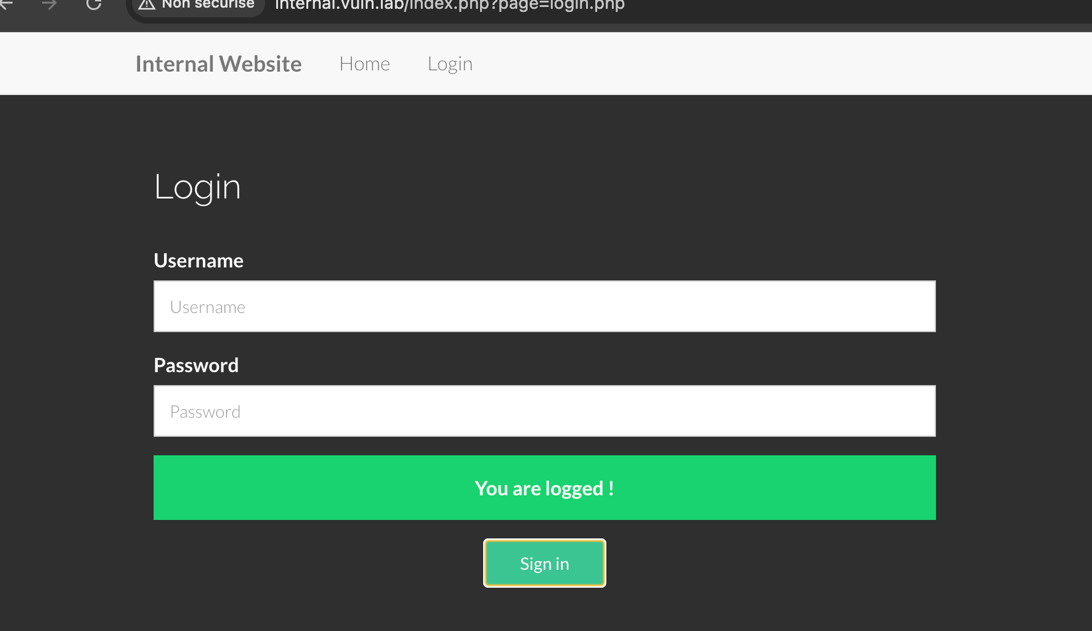 Non sécurisé internal.vuln.lab/index.php?page=login.php
Internal Website Home Login
Login
Username
Username
Password
Password
You are logged !
Sign in